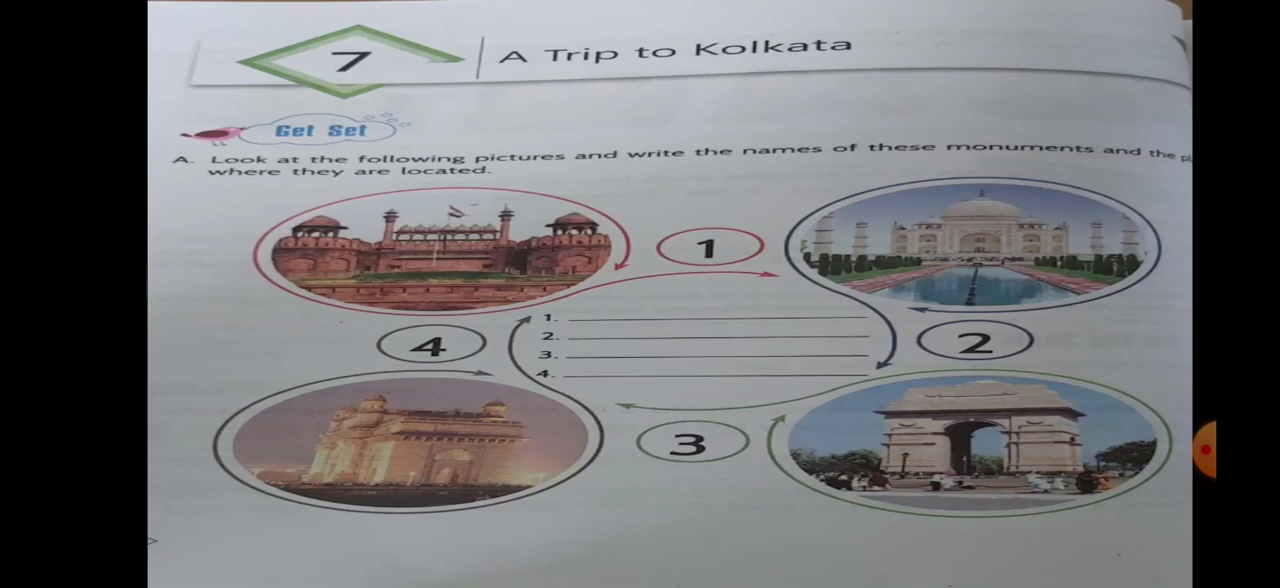 7
A Trip to Kolkata
Get Set
A. Look at the following pictures and write the names of these monuments and the
where they are located.
1
1.
2.
3.
4.
4
2
3